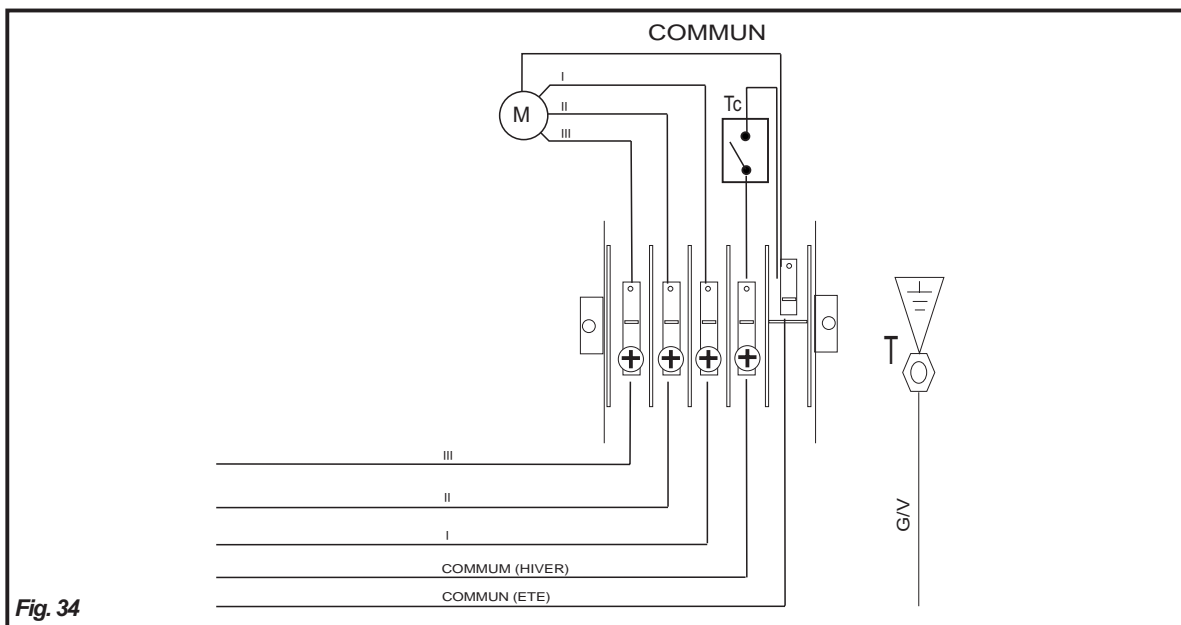 COMMUN
I
II
III
M
Tc
T
G/V
III
II
I
COMMUM (HIVER)
COMMUN (ETE)
Fig. 34